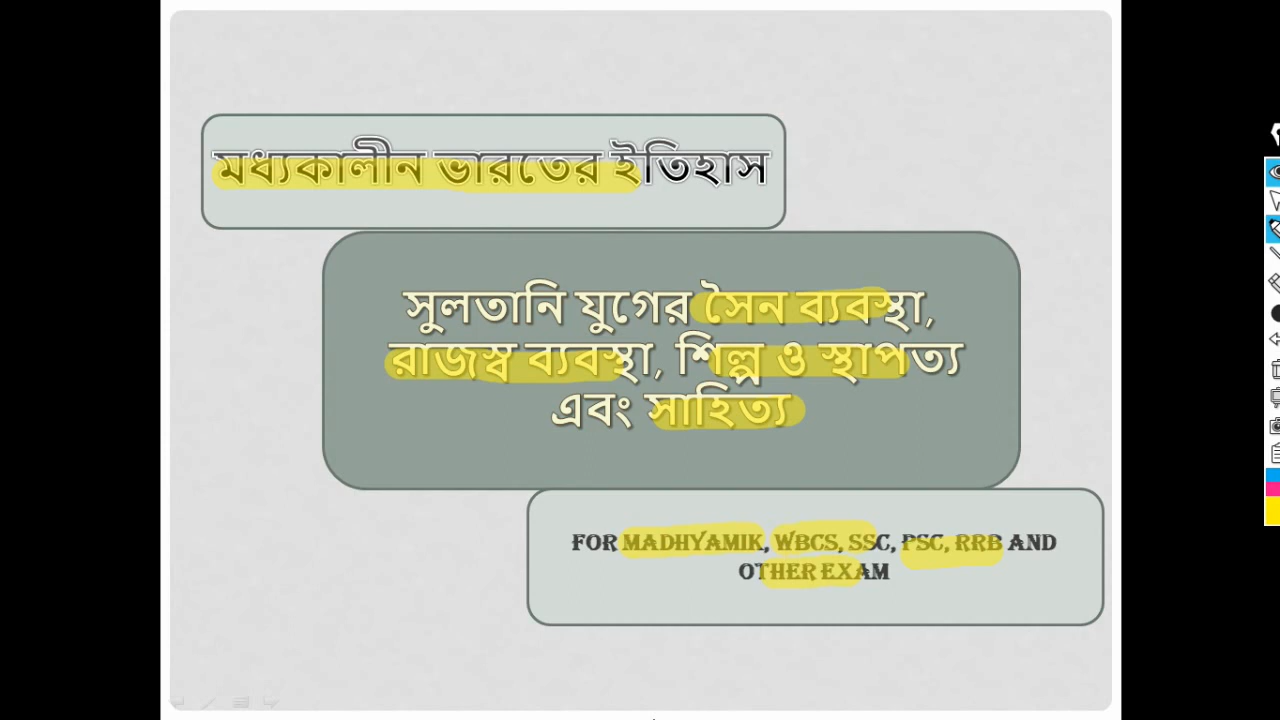 মধ্যকালীন ভারতের ইতিহাস
সুলতানি যুগের সৈন ব্যবস্থা,
রাজস্ব ব্যবস্থা, শিল্প ও স্থাপত্য
এবং সাহিত্য
FOR MADHYAMIK, WBCS, SSC, PSC, RRB AND
OTHER EXAM